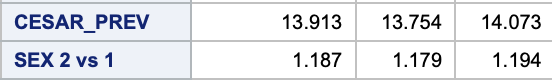 CESAR_PREV 13.913 13.754 14.073
SEX 2 vs 1 1.187 1.179 1.194